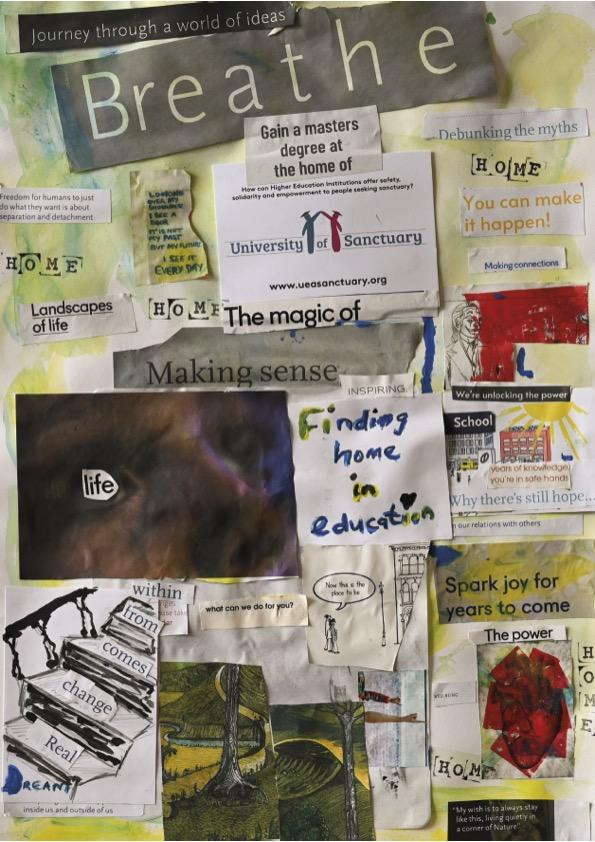 Journey through a world of ideas
Breathe
Gain a masters
degree at
the home of
Debunking the myths
HOME
Freedom for humans to just
do what they want is about
separation and detachment
LOOKING
OVER MY
SHOULDER
I SEE A
DOOR
IT IS NOT
MY PAST
BUT MY FUTURE
I SEE IT
EVERY DAY
How can Higher Education Institutions offer safety,
solidarity and empowerment to people seeking sanctuary?
University of Sanctuary
www.ueasanctuary.org
You can make
it happen!
HOME
Making connections
Landscapes
of life
HOME
The magic of
Making sense
INSPIRING
We're unlocking the power
School
years of knowledge,
you're in safe hands
Why there's still hope...
our relations with others
life
Finding
home
in
education
within
from
comes
change
Real
DREAM
inside us and outside of us
what can we do for you?
Now this is the
place to be
Spark joy for
years to come
The power
HOME
HOME
"My wish is to always stay
like this, living quietly in
a corner of Nature"